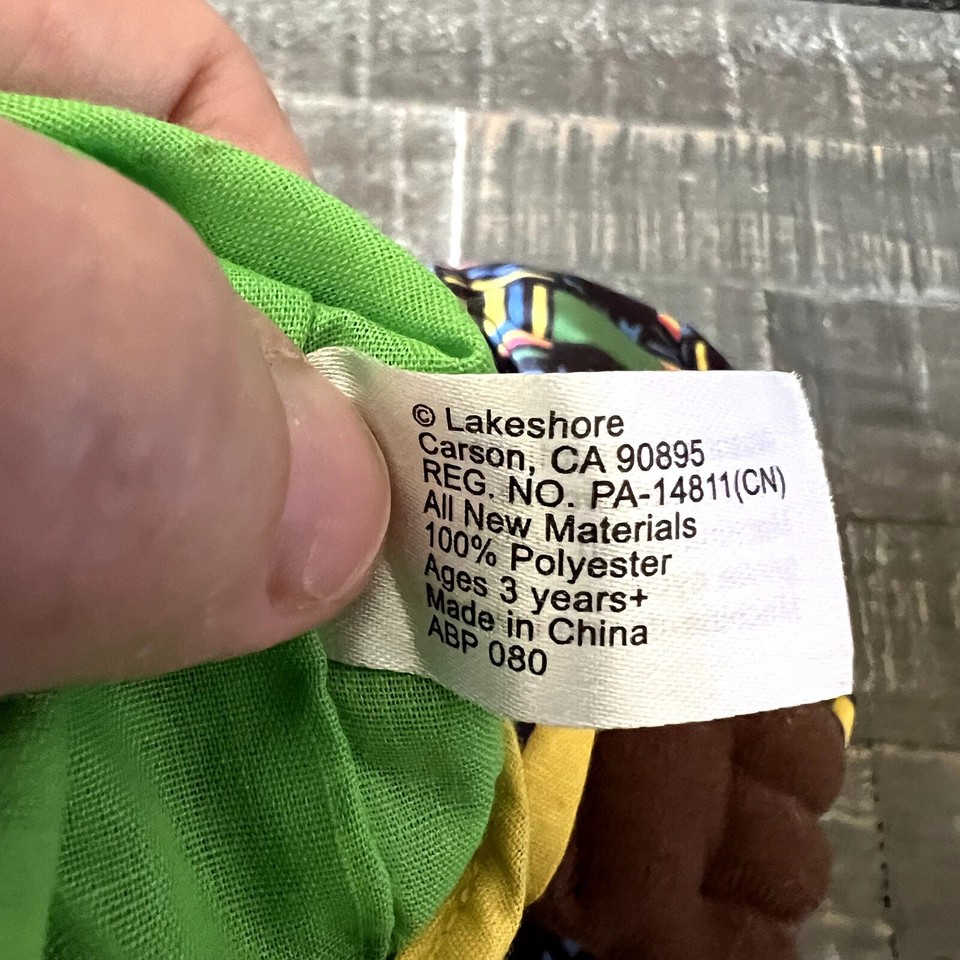 © Lakeshore
Carson, CA 90895
REG. NO. PA-14811(CN)
All New Materials
100% Polyester
Ages 3 years+
Made in China
ABP 080